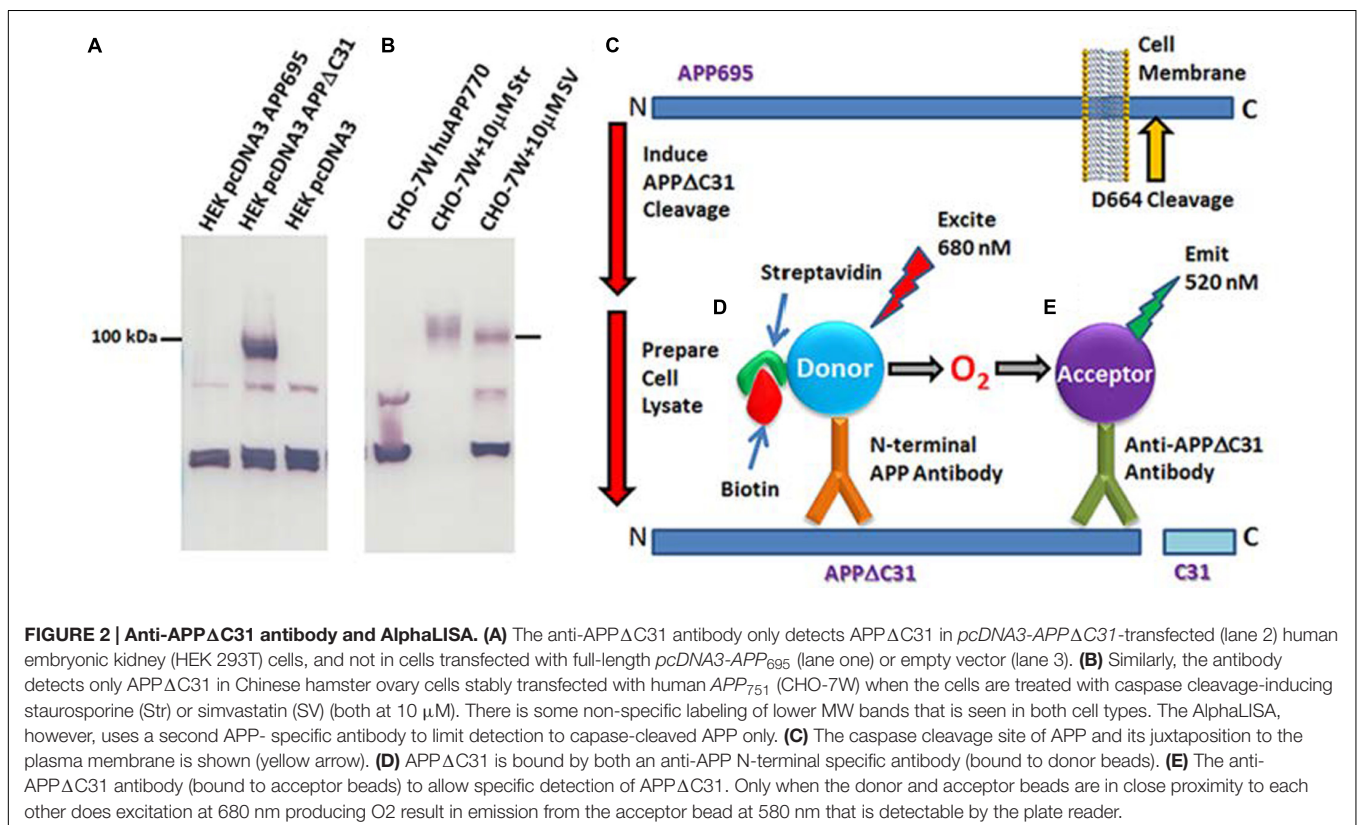 A
HEK pcDNA3 APP695
HEK pcDNA3 APPΔC31
HEK pcDNA3
100 kDa
B
CHO-7W huAPP770
CHO-7W+10µM Str
CHO-7W+10µM SV
C
APP695
Cell
Membrane
N
C
Induce
APPΔC31
Cleavage
D664 Cleavage
Excite
680 nM
Emit
520 nM
Streptavidin
D
E
Prepare
Cell
Lysate
Donor
O2
Acceptor
Biotin
N-terminal
APP Antibody
Anti-APPΔC31
Antibody
N
C
APPΔC31
C31
FIGURE 2 | Anti-APPΔC31 antibody and AlphaLISA. (A) The anti-APPΔC31 antibody only detects APPΔC31 in pcDNA3-APPΔC31-transfected (lane 2) human
embryonic kidney (HEK 293T) cells, and not in cells transfected with full-length pcDNA3-APP695 (lane one) or empty vector (lane 3). (B) Similarly, the antibody
detects only APPΔC31 in Chinese hamster ovary cells stably transfected with human APP751 (CHO-7W) when the cells are treated with caspase cleavage-inducing
staurosporine (Str) or simvastatin (SV) (both at 10 µM). There is some non-specific labeling of lower MW bands that is seen in both cell types. The AlphaLISA,
however, uses a second APP- specific antibody to limit detection to capase-cleaved APP only. (C) The caspase cleavage site of APP and its juxtaposition to the
plasma membrane is shown (yellow arrow). (D) APPΔC31 is bound by both an anti-APP N-terminal specific antibody (bound to donor beads). (E) The anti-
APPΔC31 antibody (bound to acceptor beads) to allow specific detection of APPΔC31. Only when the donor and acceptor beads are in close proximity to each
other does excitation at 680 nm producing O2 result in emission from the acceptor bead at 580 nm that is detectable by the plate reader.